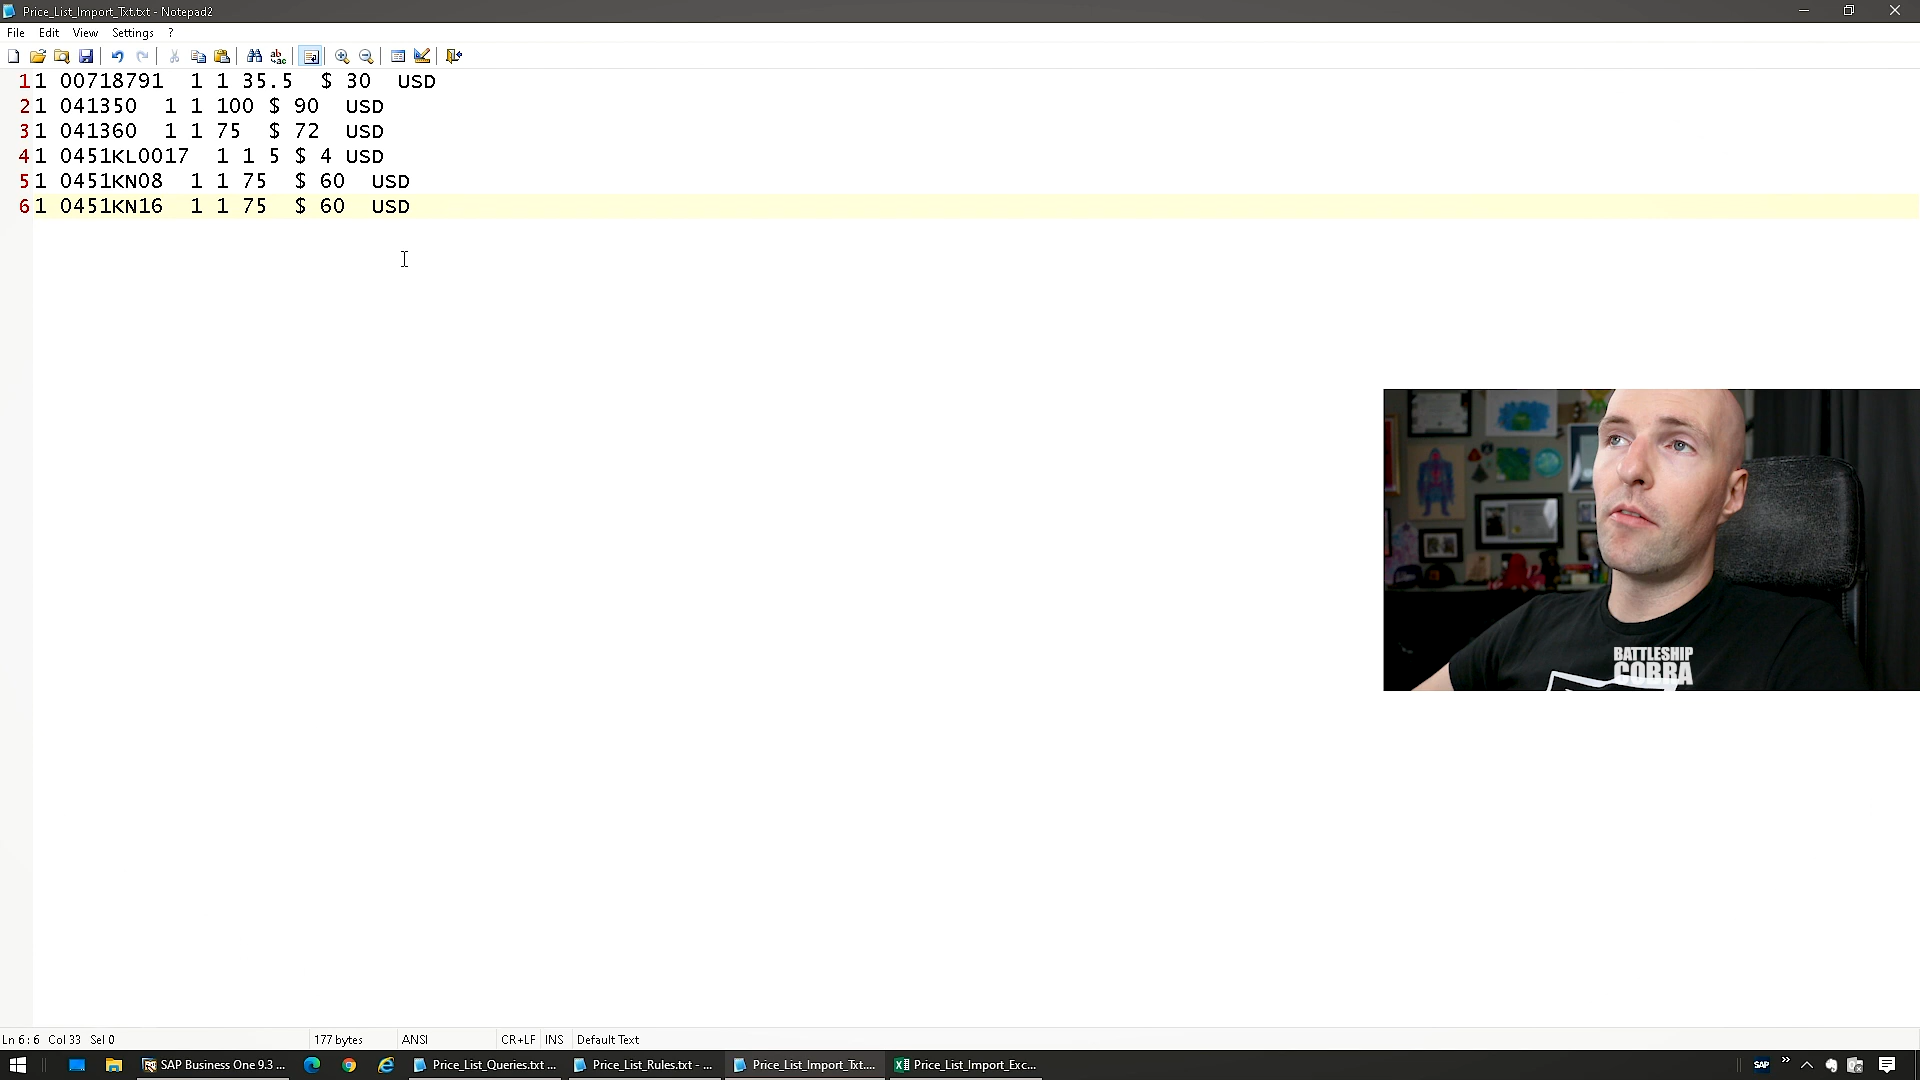 Price_List_Import_Txt.txt - Notepad2
File Edit View Settings ?
1 1 00718791 1 1 35.5 $ 30 USD
2 1 041350 1 1 100 $ 90 USD
3 1 041360 1 1 75 $ 72 USD
4 1 0451KL0017 1 1 5 $ 4 USD
5 1 0451KN08 1 1 75 $ 60 USD
6 1 0451KN16 1 1 75 $ 60 USD
BATTLESHIP
COBRA
Ln 6 : 6 Col 33 Sel 0 177 bytes ANSI CR+LF INS Default Text
SAP Business One 9.3 ... Price_List_Queries.txt ... Price_List_Rules.txt - ... Price_List_Import_Txt.... Price_List_Import_Exc... SAP